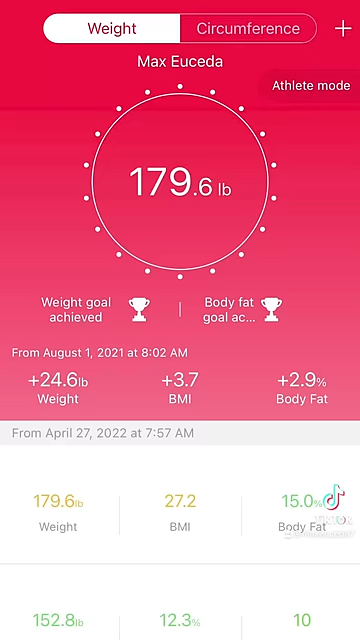 Weight Circumference +
Max Euceda
Athlete mode
179.6 lb
Weight goal Body fat
achieved goal ac...
From August 1, 2021 at 8:02 AM
+24.6lb +3.7 +2.9%
Weight BMI Body Fat
From April 27, 2022 at 7:57 AM
179.6lb 27.2 15.0%
Weight BMI Body Fat
152.8lb 12.3% 10